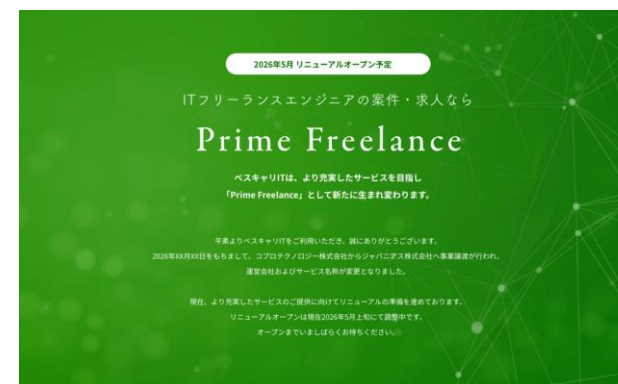 2026年5月 リニューアルオープン予定
ITフリーランスエンジニアの案件・求人なら
Prime Freelance
ベスキャリITは、より充実したサービスを目指し
「Prime Freelance」として新たに生まれ変わります。
平素よりベスキャリITをご利用いただき、誠にありがとうございます。
2026年XX月XX日をもちまして、コプロテクノロジー株式会社からジャパニアス株式会社へ事業譲渡が行われ、
運営会社およびサービス名称が変更となりました。
現在、より充実したサービスのご提供に向けてリニューアルの準備を進めております。
リニューアルオープンは現在2026年5月上旬にて調整中です。
オープンまでいましばらくお待ちください。